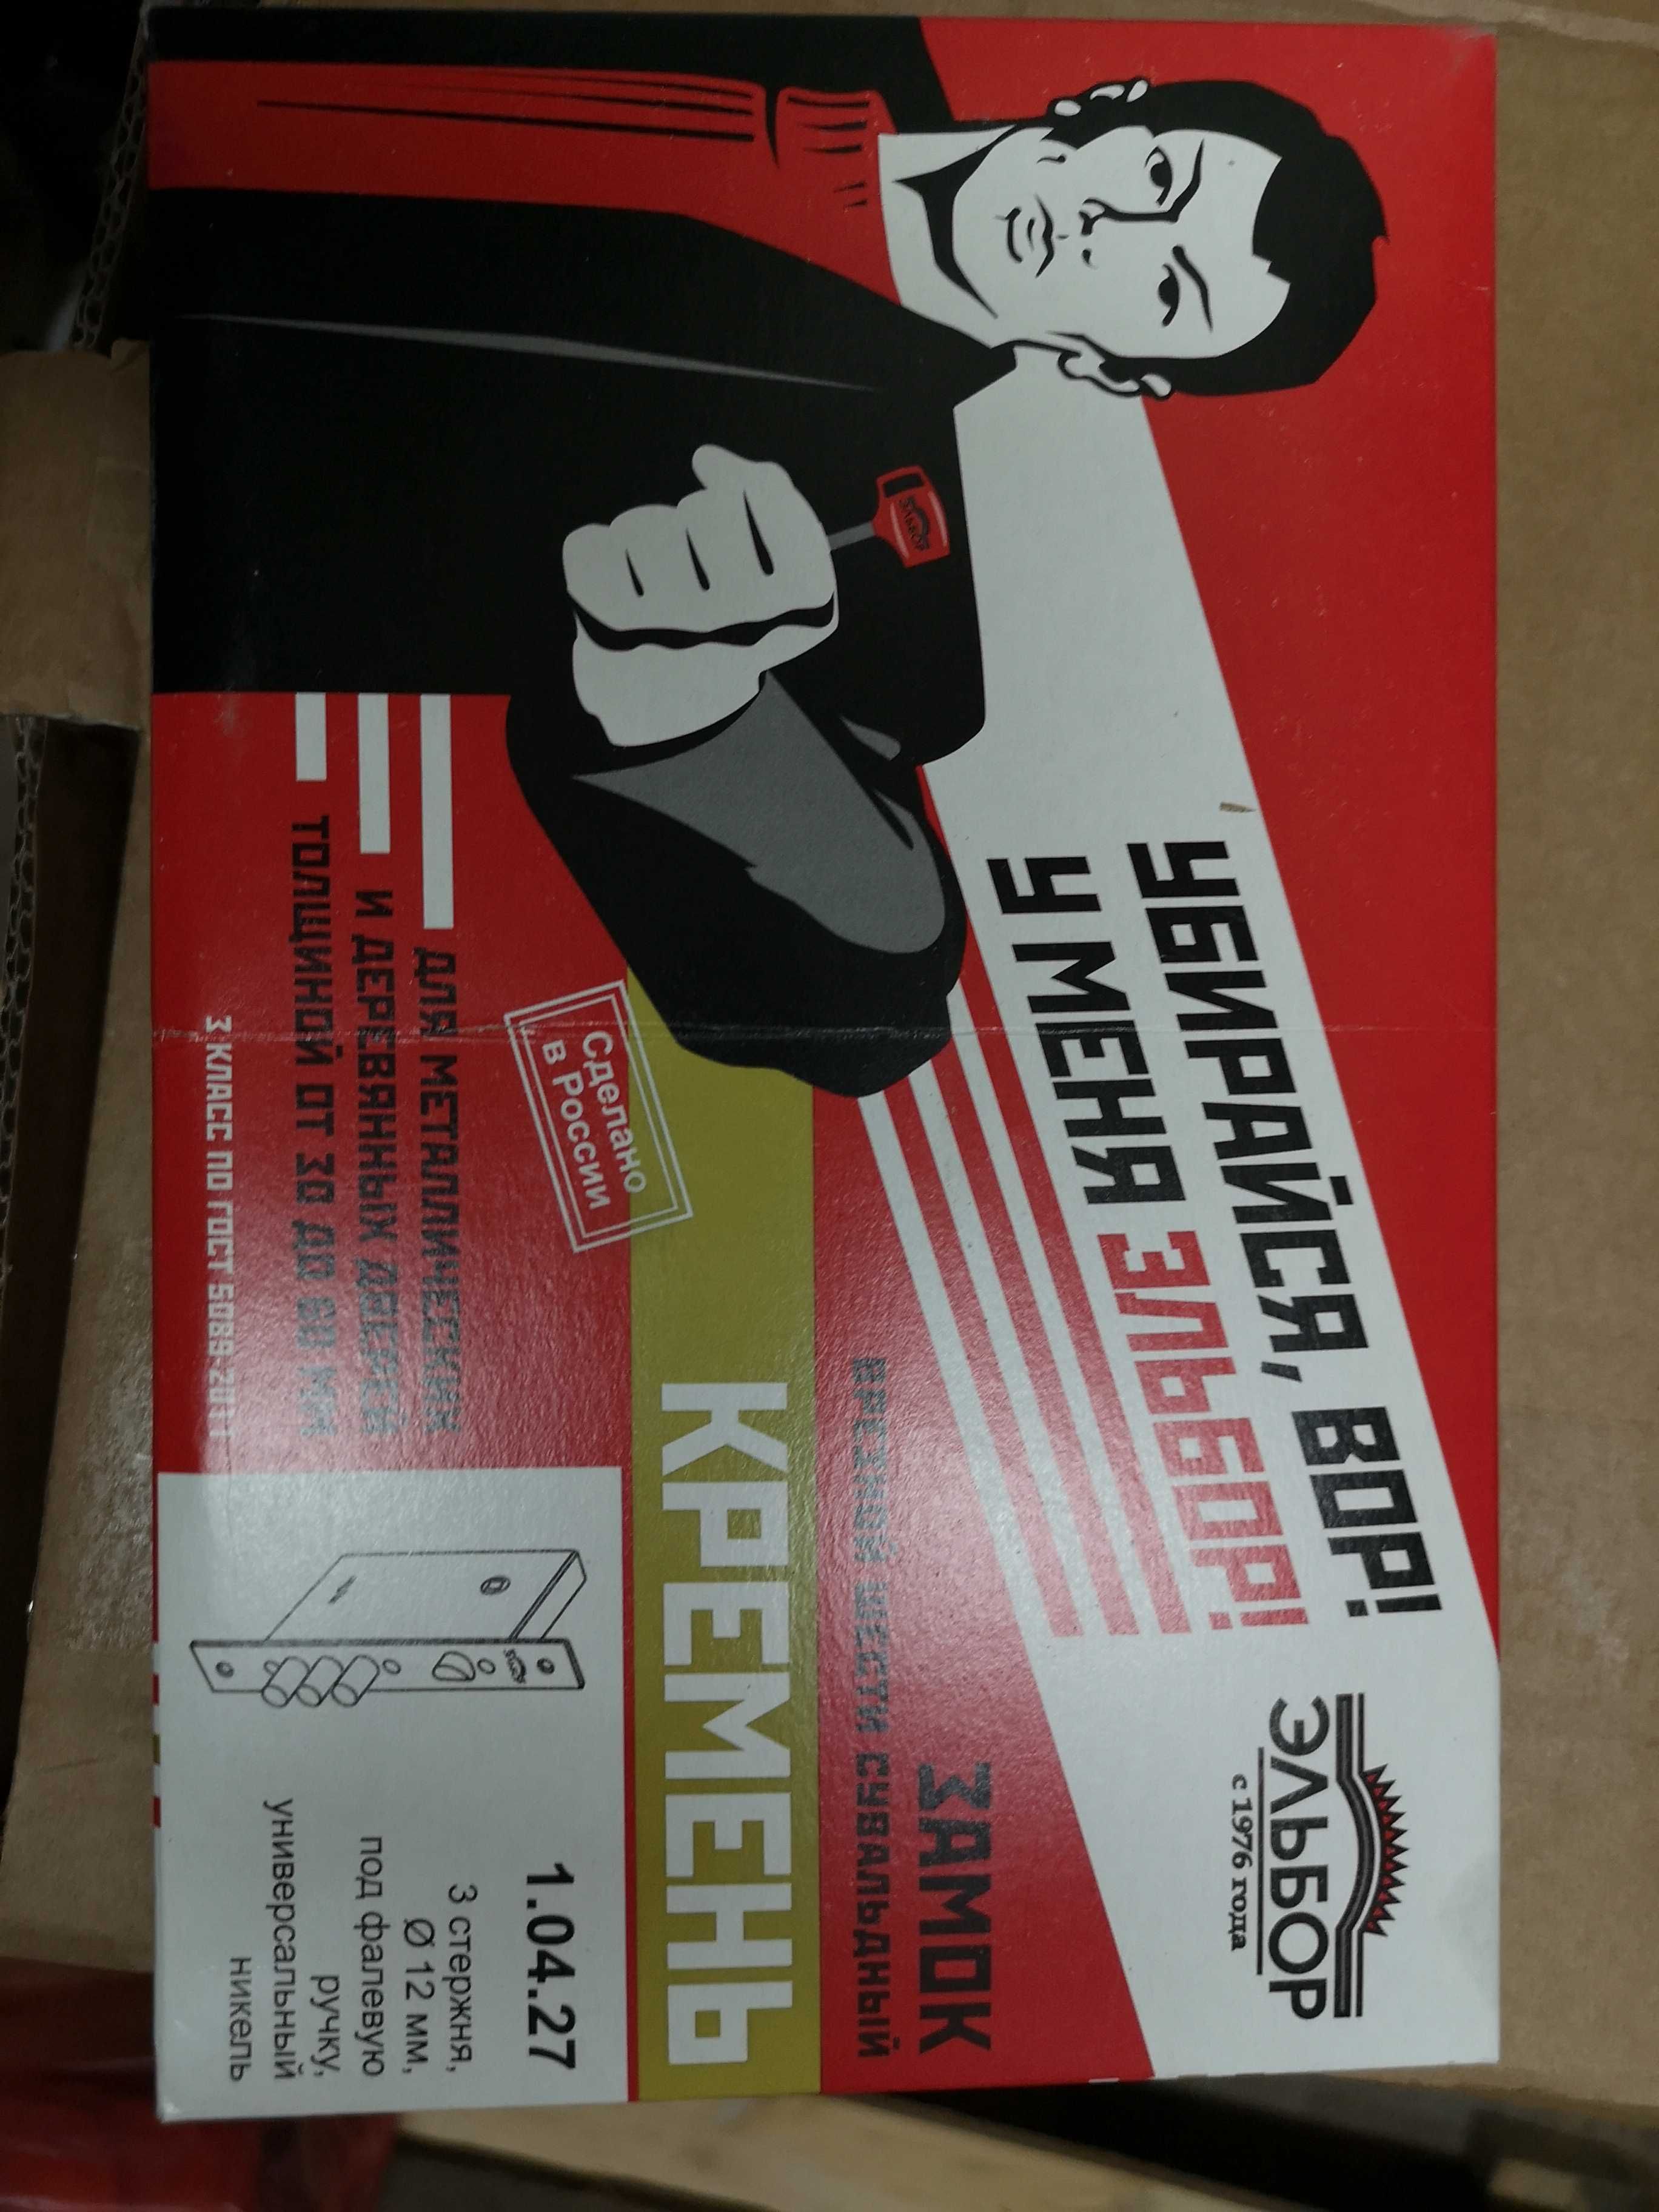 УБИРАЙСЯ, ВОР!
У МЕНЯ ЭЛЬБОР!
ЭЛЬБОР
с 1976 года
ЭЛЬБОР
ЗАМОК
ВРЕЗНОЙ ШЕСТИ СУВАЛЬДНЫЙ
КРЕМЕНЬ
Сделано
в России
ДЛЯ МЕТАЛЛИЧЕСКИХ
И ДЕРЕВЯННЫХ ДВЕРЕЙ
ТОЛЩИНОЙ ОТ 30 ДО 60 ММ
3 КЛАСС ПО ГОСТ 5089-2011
1.04.27
3 стержня,
Ø 12 мм,
под фалевую
ручку,
универсальный
никель